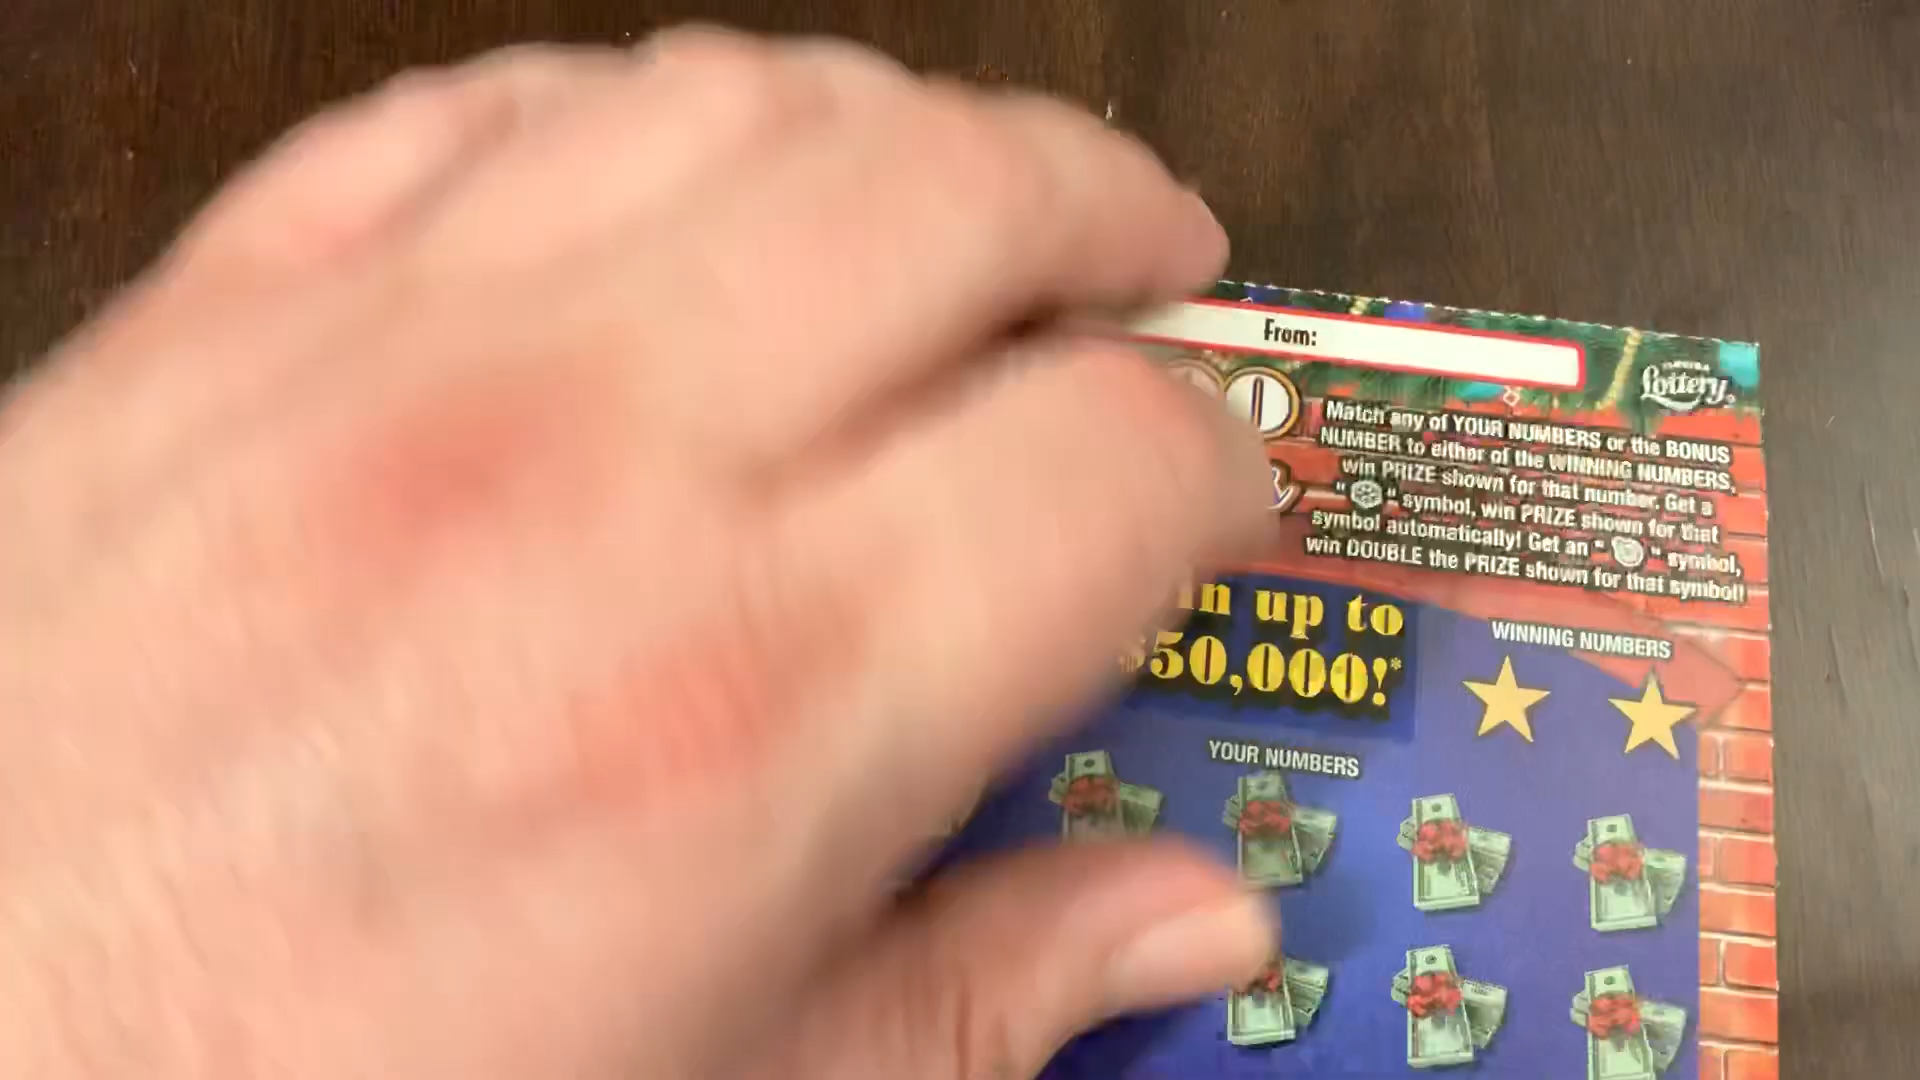 From:
Lottery
Match any of YOUR NUMBERS or the BONUS
NUMBER to either of the WINNING NUMBERS,
win PRIZE shown for that number. Get a
" " symbol, win PRIZE shown for that
symbol automatically! Get an " " symbol,
win DOUBLE the PRIZE shown for that symbol!
in up to
$50,000!*
WINNING NUMBERS
YOUR NUMBERS